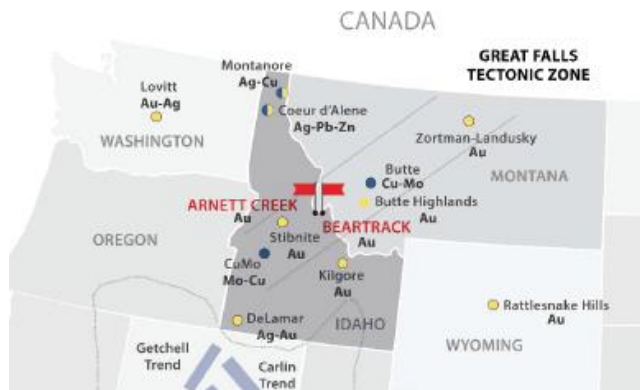 CANADA
GREAT FALLS
TECTONIC ZONE
Montanore
Ag-Cu
Lovitt
Au-Ag
WASHINGTON
Coeur d'Alene
Ag-Pb-Zn
Zortman-Landusky
Au
MONTANA
Butte
Cu-Mo
Butte Highlands
Au
ARNETT CREEK
Au
BEARTRACK
Au
OREGON
Stibnite
Au
CuMo
Mo-Cu
Kilgore
Au
DeLamar
Ag-Au
IDAHO
Rattlesnake Hills
Au
WYOMING
Getchell
Trend
Carlin
Trend